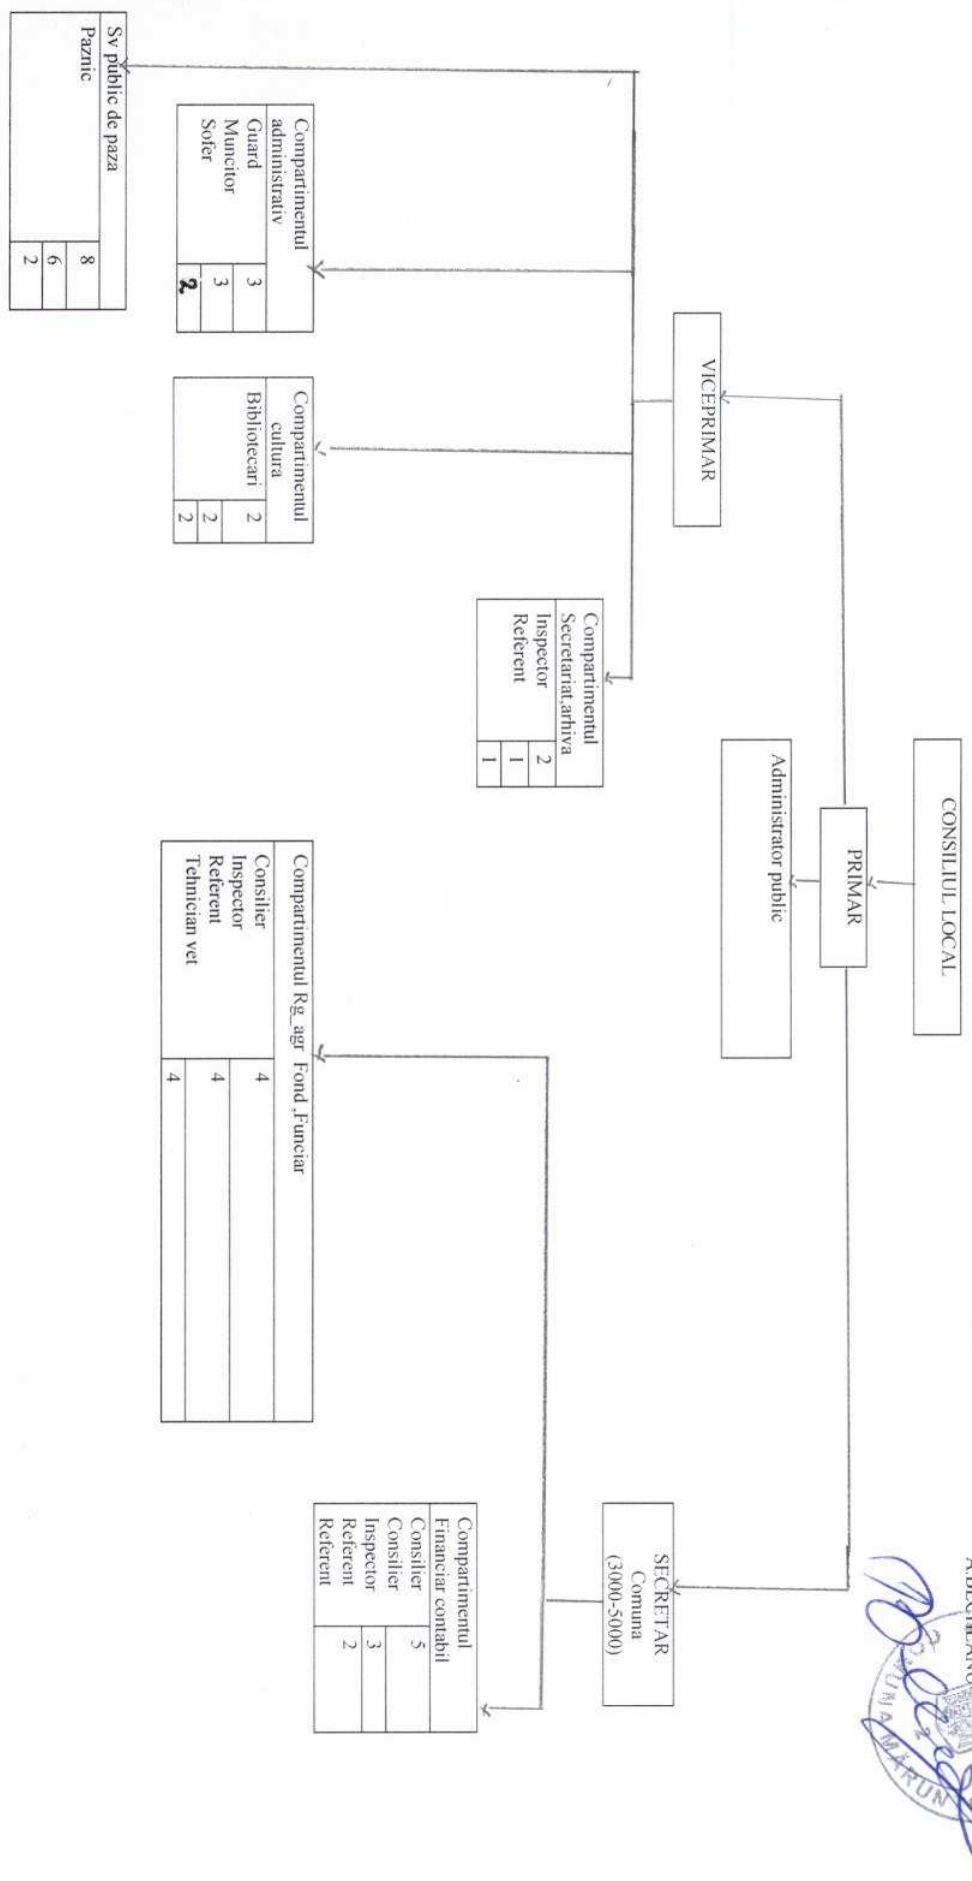 CONSILIUL LOCAL
PRIMAR
Administrator public
VICEPRIMAR
SECRETAR
Comuna
(3000-5000)
Compartimentul
Secretariat,arhiva
Inspector 2
Referent 1
1
Sv public de paza
Paznic 8
6
2
Compartimentul
administrativ
Guard 3
Muncitor 3
Sofer 2
Compartimentul
cultura
Bibliotecari 2
2
2
Compartimentul Rg_agr Fond ,Funciar
Consilier 4
Inspector
Referent 4
Tehnician vet
4
Compartimentul
Financiar contabil
Consilier 5
Consilier
Inspector 3
Referent 2
Referent